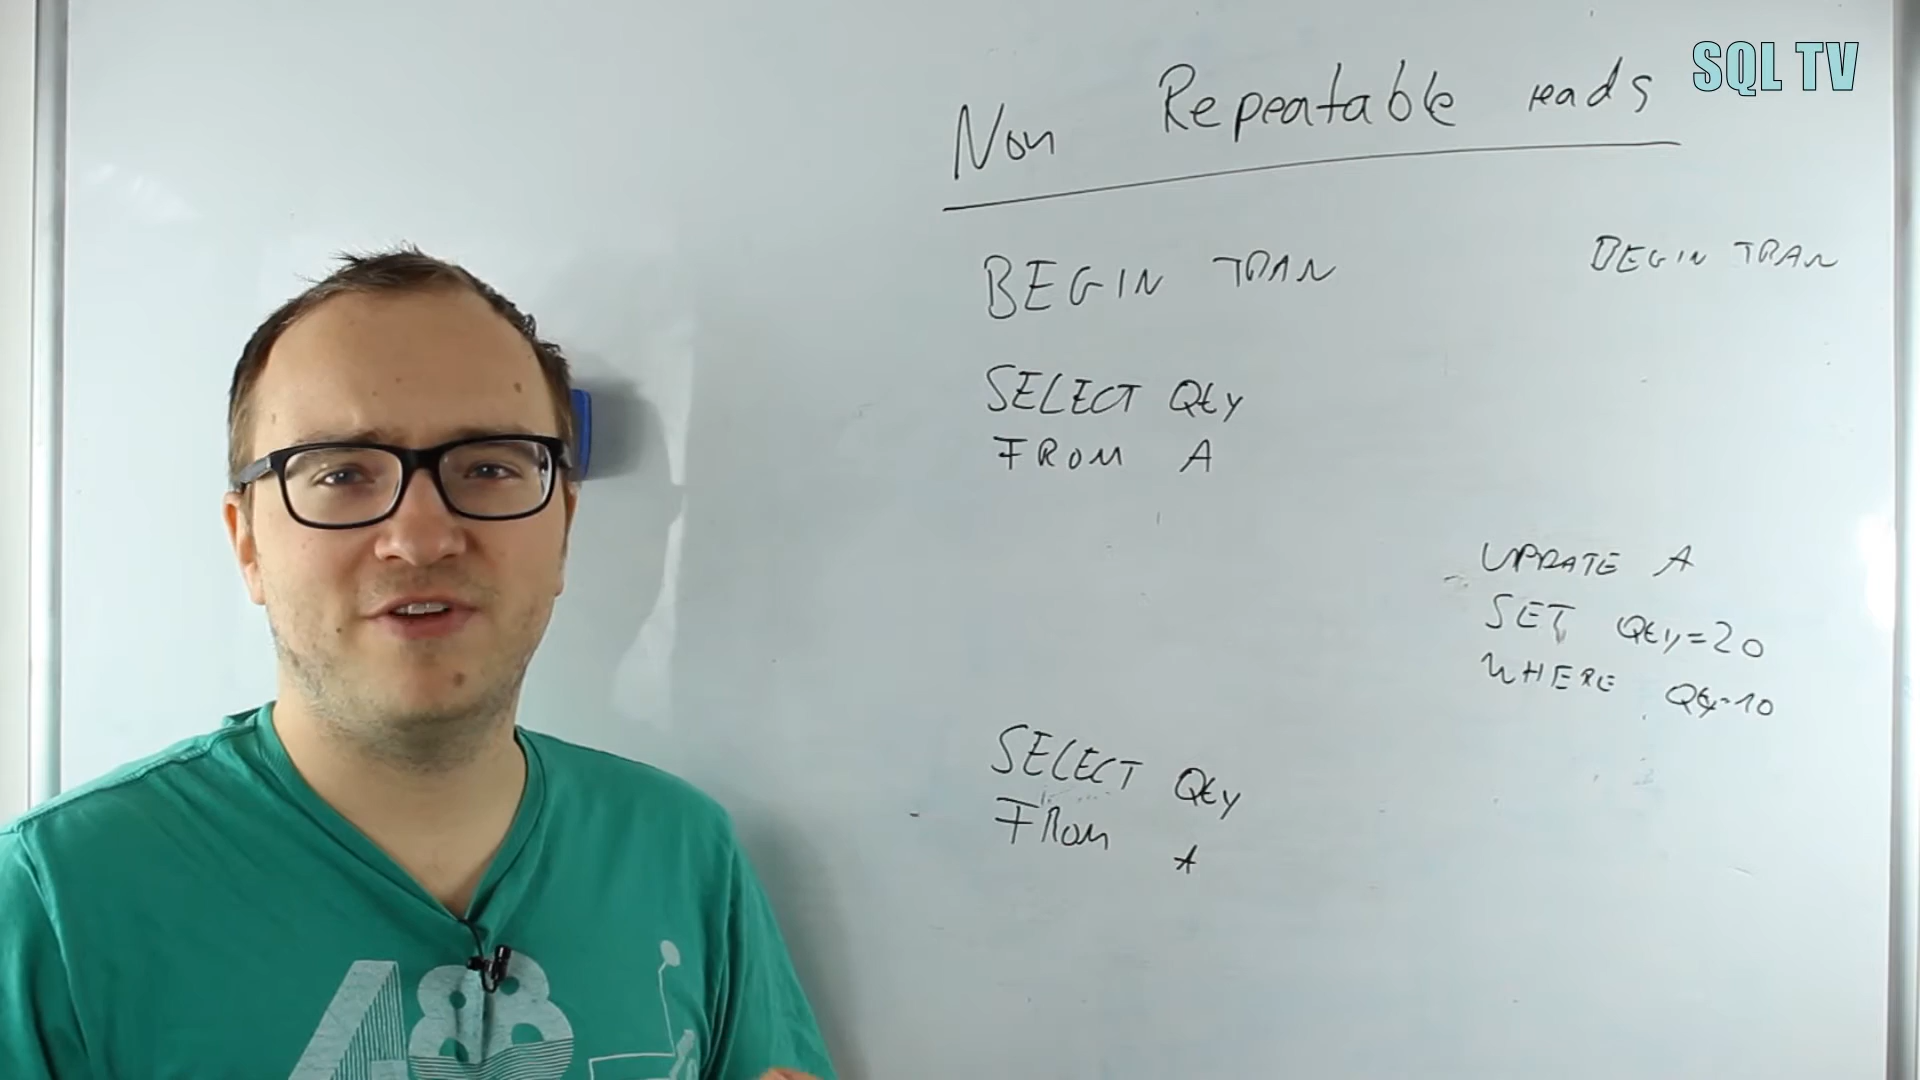 SQL TV
Non Repeatable reads
BEGIN TRAN
BEGIN TRAN
SELECT Qty
FROM A
UPDATE A
SET Qty=20
WHERE Qty=10
SELECT Qty
FROM A
488